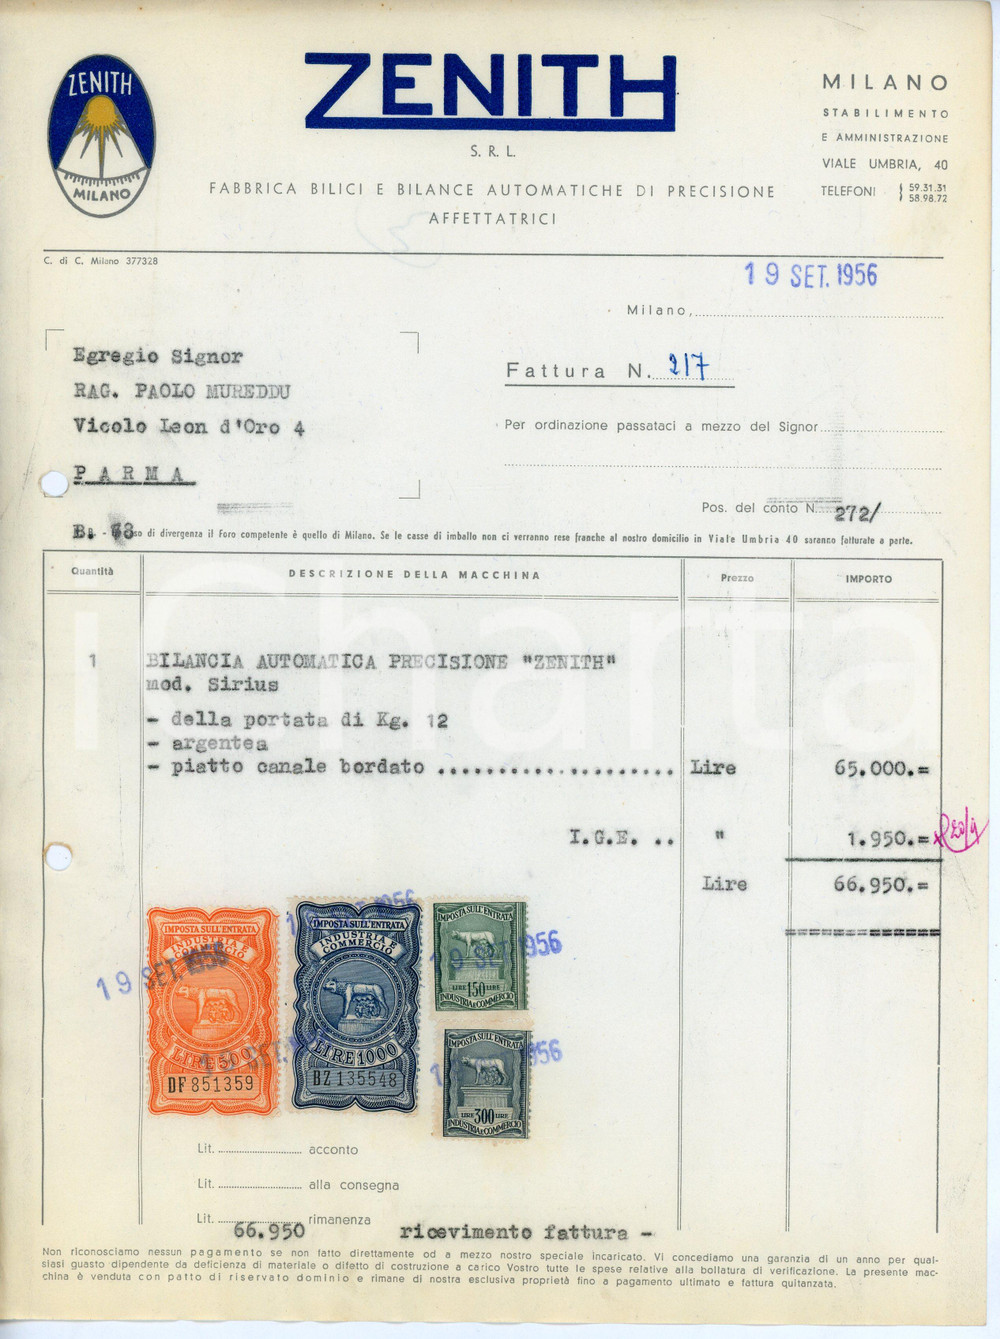 ZENITH
MILANO
ZENITH
S. R. L.
FABBRICA BILICI E BILANCE AUTOMATICHE DI PRECISIONE
AFFETTATRICI
MILANO
STABILIMENTO
E AMMINISTRAZIONE
VIALE UMBRIA, 40
TELEFONI 59.31.31
58.98.72
C. di C. Milano 377328
19 SET. 1956
Milano,
Egregio Signor
RAG. PAOLO MUREDDU
Vicolo Leon d'Oro 4
PARMA
Fattura N. 217
Per ordinazione passataci a mezzo del Signor
Pos. del conto N. 272/
di divergenza il Foro competente è quello di Milano. Se le casse di imballo non ci verranno rese franche al nostro domicilio in Viale Umbria 40 saranno fatturate a parte.
Quantità DESCRIZIONE DELLA MACCHINA Prezzo IMPORTO
1 BILANCIA AUTOMATICA PRECISIONE "ZENITH"
mod. Sirius
- della portata di Kg. 12
- argentea
- piatto canale bordato .................... Lire 65.000.=
I.G.E. .. " 1.950.=
Lire 66.950.=
===========
iCharta
19 SET. 1956
IMPOSTA SULL'ENTRATA
INDUSTRIA E
COMMERCIO
LIRE 500
DF 851359
IMPOSTA SULL'ENTRATA
INDUSTRIA E
COMMERCIO
LIRE 1000
BZ 135548
IMPOSTA SULL'ENTRATA
LIRE 150 LIRE
INDUSTRIA E COMMERCIO
IMPOSTA SULL'ENTRATA
LIRE 300 LIRE
INDUSTRIA E COMMERCIO
Lit. acconto
Lit. alla consegna
Lit. 66.950 rimanenza ricevimento fattura -
Non riconosciamo nessun pagamento se non fatto direttamente od a mezzo nostro speciale incaricato. Vi concediamo una garanzia di un anno per qual-
siasi guasto dipendente da deficienza di materiale o difetto di costruzione a carico Vostro tutte le spese relative alla bollatura di verificazione. La presente mac-
china è venduta con patto di riservato dominio e rimane di nostra esclusiva proprietà fino a pagamento ultimato e fattura quitanzata.